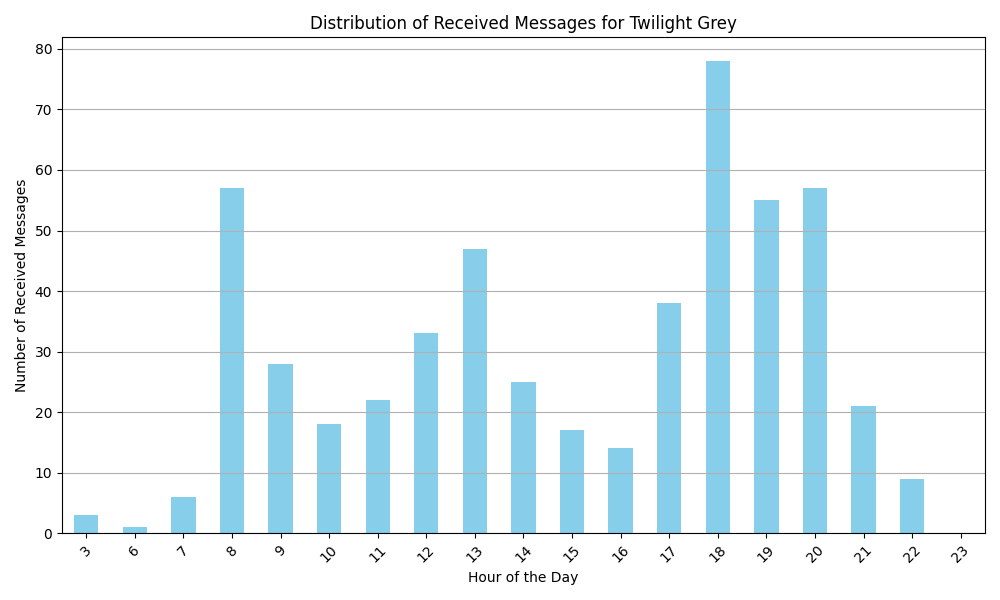 Distribution of Received Messages for Twilight Grey
Number of Received Messages
80
70
60
50
40
30
20
10
0
3 6 7 8 9 10 11 12 13 14 15 16 17 18 19 20 21 22 23
Hour of the Day